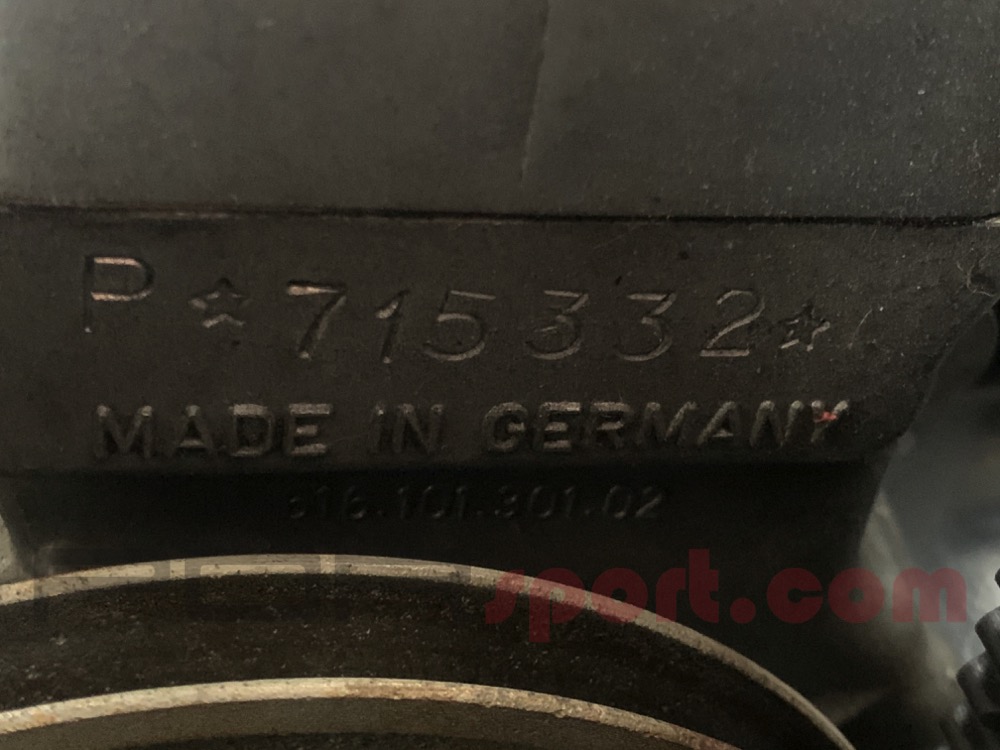 P ☆ 715332 ☆
MADE IN GERMANY
616.101.301.02
sport.com